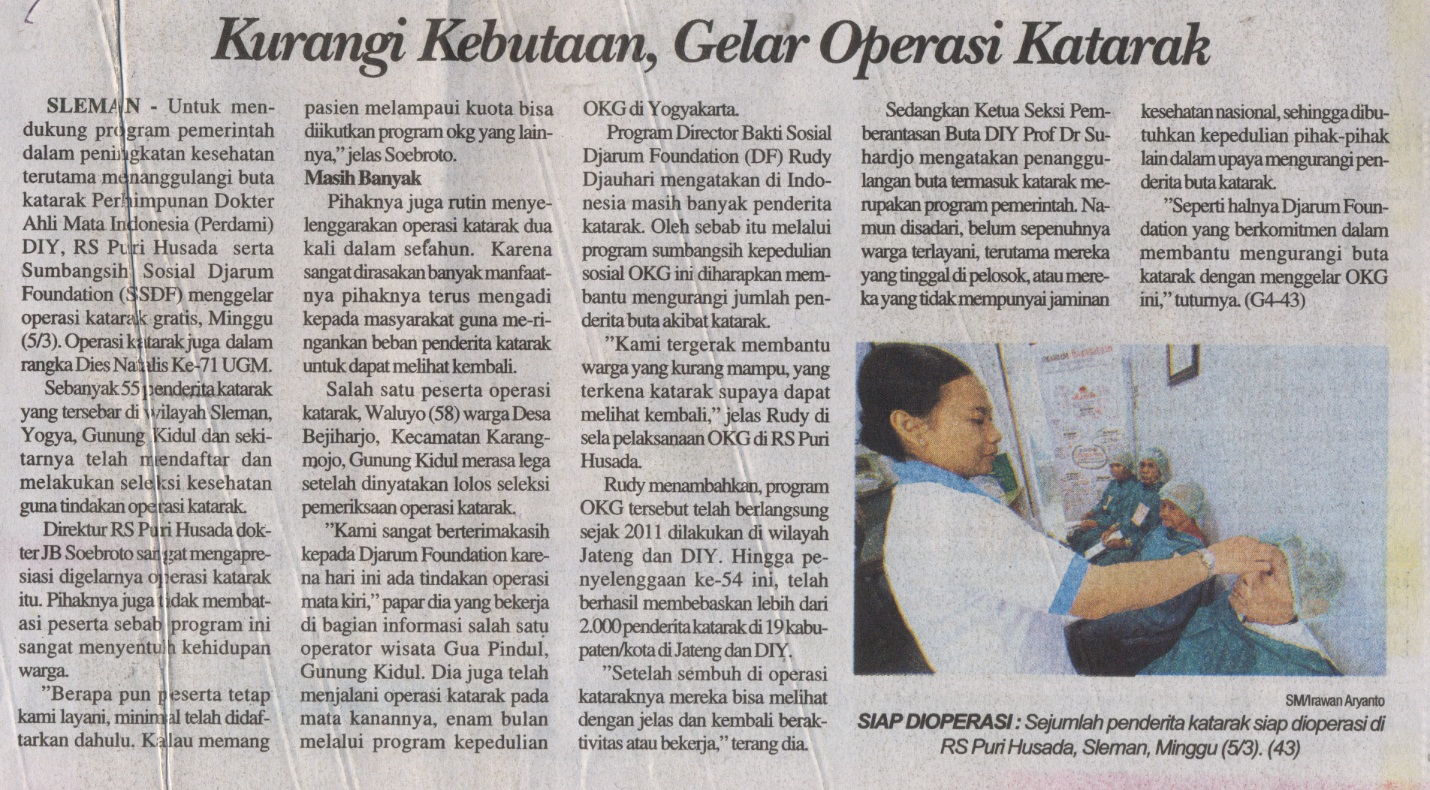 Kurangi Kebutaan, Gelar Operasi Katarak
SLEMAN - Untuk men-
dukung program pemerintah
dalam peningkatan kesehatan
terutama menanggulangi buta
katarak Perhimpunan Dokter
Ahli Mata Indonesia (Perdami)
DIY, RS Puri Husada serta
Sumbangsih Sosial Djarum
Foundation (SSDF) menggelar
operasi katarak gratis, Minggu
(5/3). Operasi katarak juga dalam
rangka Dies Natalis Ke-71 UGM.
Sebanyak 55 penderita katarak
yang tersebar di wilayah Sleman,
Yogya, Gunung Kidul dan seki-
tarnya telah mendaftar dan
melakukan seleksi kesehatan
guna tindakan operasi katarak.
Direktur RS Puri Husada dok-
ter JB Soebroto sangat mengapre-
siasi digelarnya operasi katarak
itu. Pihaknya juga tidak membat-
asi peserta sebab program ini
sangat menyentuh kehidupan
warga.
"Berapa pun peserta tetap
kami layani, minimal telah didaf-
tarkan dahulu. Kalau memang
pasien melampaui kuota bisa
diikutkan program okg yang lain-
nya," jelas Soebroto.
Masih Banyak
Pihaknya juga rutin menye-
lenggarakan operasi katarak dua
kali dalam setahun. Karena
sangat dirasakan banyak manfaat-
nya pihaknya terus mengadi
kepada masyarakat guna me-ri-
ngankan beban penderita katarak
untuk dapat melihat kembali.
Salah satu peserta operasi
katarak, Waluyo (58) warga Desa
Bejiharjo, Kecamatan Karang-
mojo, Gunung Kidul merasa lega
setelah dinyatakan lolos seleksi
pemeriksaan operasi katarak.
"Kami sangat berterimakasih
kepada Djarum Foundation kare-
na hari ini ada tindakan operasi
mata kiri," papar dia yang bekerja
di bagian informasi salah satu
operator wisata Gua Pindul,
Gunung Kidul. Dia juga telah
menjalani operasi katarak pada
mata kanannya, enam bulan
melalui program kepedulian
OKG di Yogyakarta.
Program Director Bakti Sosial
Djarum Foundation (DF) Rudy
Djauhari mengatakan di Indo-
nesia masih banyak penderita
katarak. Oleh sebab itu melalui
program sumbangsih kepedulian
sosial OKG ini diharapkan mem-
bantu mengurangi jumlah pen-
derita buta akibat katarak.
"Kami tergerak membantu
warga yang kurang mampu, yang
terkena katarak supaya dapat
melihat kembali," jelas Rudy di
sela pelaksanaan OKG di RS Puri
Husada.
Rudy menambahkan, program
OKG tersebut telah berlangsung
sejak 2011 dilakukan di wilayah
Jateng dan DIY. Hingga pe-
nyelenggaan ke-54 ini, telah
berhasil membebaskan lebih dari
2.000 penderita katarak di 19 kabu-
paten/kota di Jateng dan DIY.
"Setelah sembuh di operasi
kataraknya mereka bisa melihat
dengan jelas dan kembali berak-
tivitas atau bekerja," terang dia.
Sedangkan Ketua Seksi Pem-
berantasan Buta DIY Prof Dr Su-
hardjo mengatakan penanggu-
langan buta termasuk katarak me-
rupakan program pemerintah. Na-
mun disadari, belum sepenuhnya
warga terlayani, terutama mereka
yang tinggal di pelosok, atau mere-
ka yang tidak mempunyai jaminan
kesehatan nasional, sehingga dibu-
tuhkan kepedulian pihak-pihak
lain dalam upaya mengurangi pen-
derita buta katarak.
"Seperti halnya Djarum Foun-
dation yang berkomitmen dalam
membantu mengurangi buta
katarak dengan menggelar OKG
ini," tuturnya. (G4-43)
SM/Irawan Aryanto
SIAP DIOPERASI : Sejumlah penderita katarak siap dioperasi di
RS Puri Husada, Sleman, Minggu (5/3). (43)